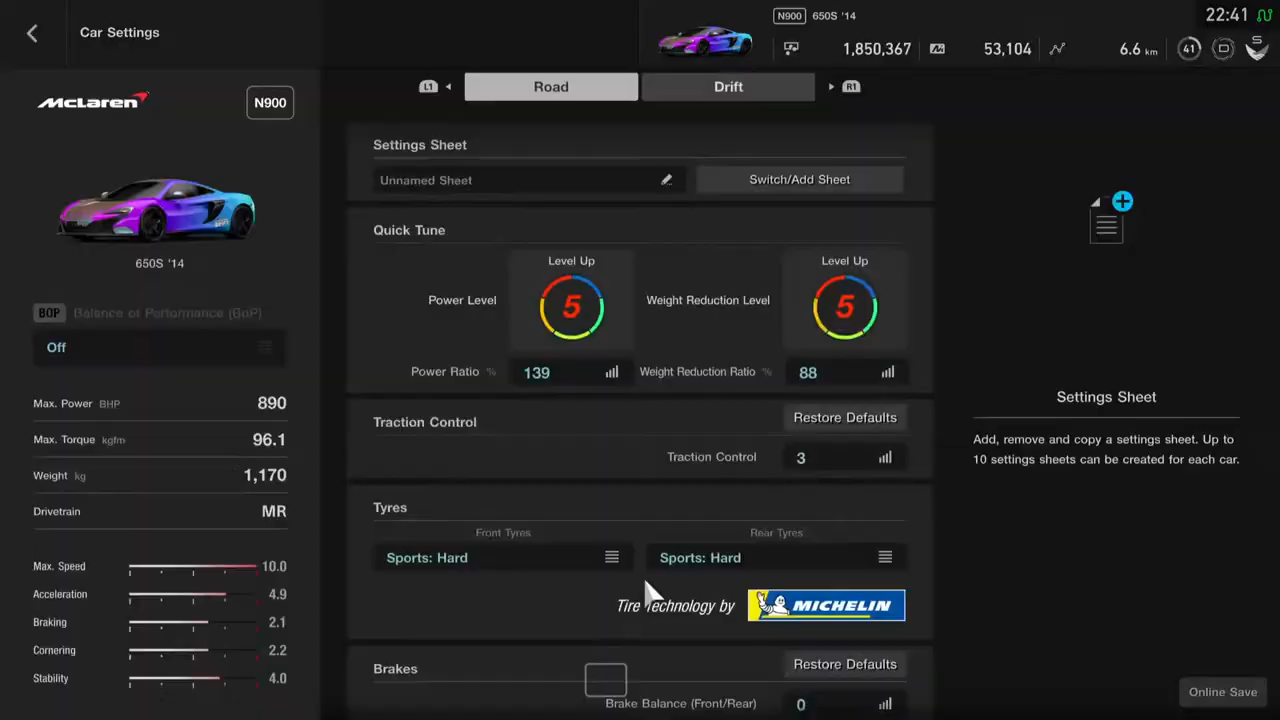 Car Settings
N900 650S '14
22:41
1,850,367 53,104 6.6 km 41 D S
McLaren N900
650S '14
BOP Balance of Performance (BoP)
Off
Max. Power BHP 890
Max. Torque kgfm 96.1
Weight kg 1,170
Drivetrain MR
Max. Speed 10.0
Acceleration 4.9
Braking 2.1
Cornering 2.2
Stability 4.0
L1 Road Drift R1
Settings Sheet
Unnamed Sheet Switch/Add Sheet
Quick Tune
Level Up Level Up
Power Level 5 Weight Reduction Level 5
Power Ratio % 139 Weight Reduction Ratio % 88
Traction Control Restore Defaults
Traction Control 3
Tyres
Front Tyres Rear Tyres
Sports: Hard Sports: Hard
Tire Technology by MICHELIN
Brakes Restore Defaults
Brake Balance (Front/Rear) 0
Settings Sheet
Add, remove and copy a settings sheet. Up to
10 settings sheets can be created for each car.
Online Save